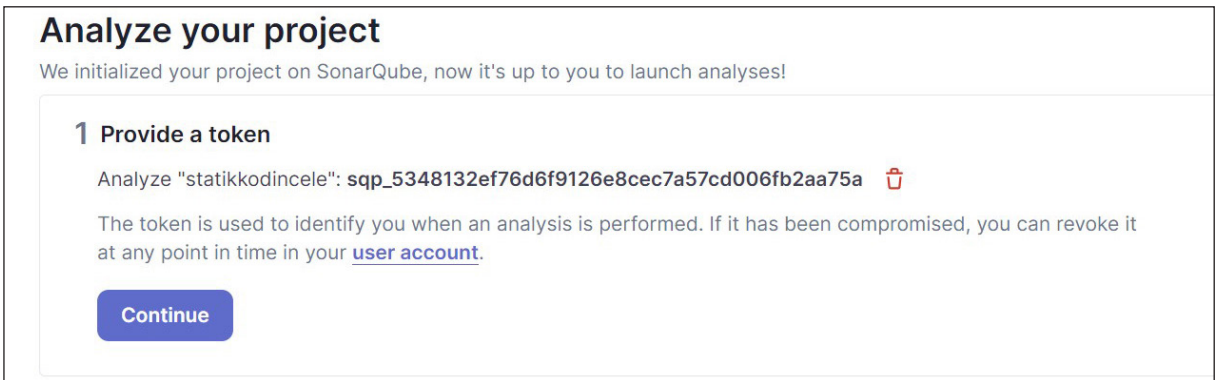 Analyze your project
We initialized your project on SonarQube, now it's up to you to launch analyses!
1 Provide a token
Analyze "statikkodincele": sqp_5348132ef76d6f9126e8cec7a57cd006fb2aa75a
The token is used to identify you when an analysis is performed. If it has been compromised, you can revoke it
at any point in time in your user account.
Continue